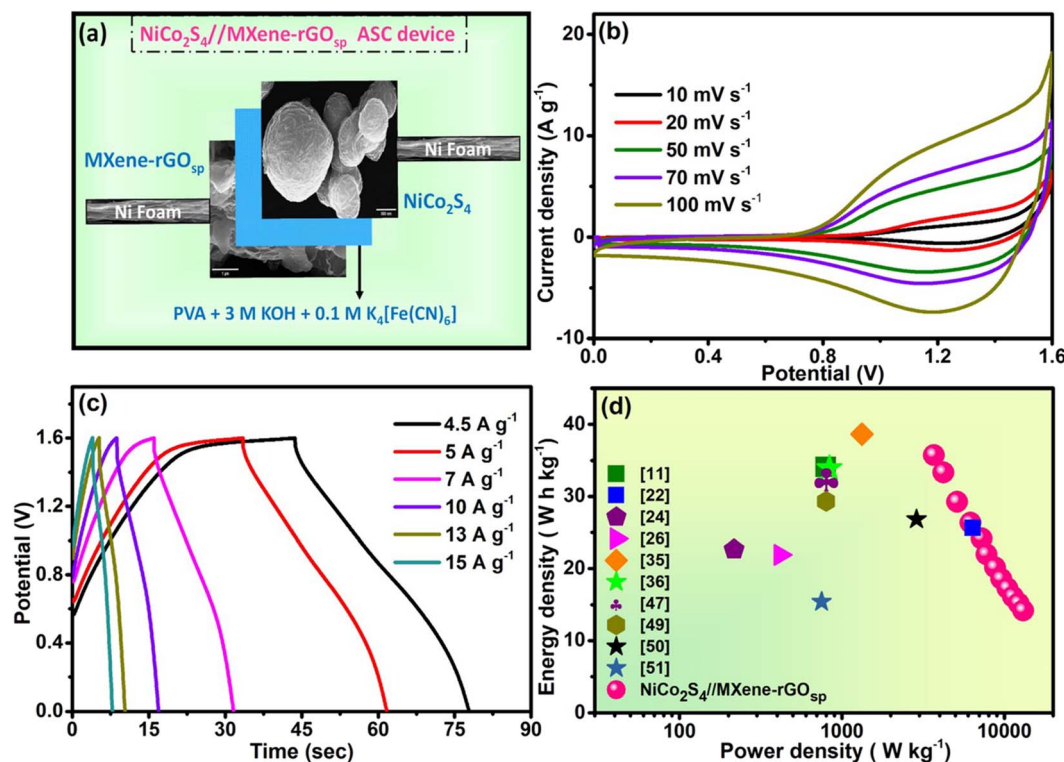 (a)
NiCo₂S₄//MXene-rGOsp ASC device
MXene-rGOsp
Ni Foam
Ni Foam
NiCo₂S₄
PVA + 3 M KOH + 0.1 M K₄[Fe(CN)₆]
(b)
Current density (A g⁻¹)
20
10
0
-10
10 mV s⁻¹
20 mV s⁻¹
50 mV s⁻¹
70 mV s⁻¹
100 mV s⁻¹
0.0 0.4 0.8 1.2 1.6
Potential (V)
(c)
Potential (V)
2.0
1.6
1.2
0.8
0.4
0.0
4.5 A g⁻¹
5 A g⁻¹
7 A g⁻¹
10 A g⁻¹
13 A g⁻¹
15 A g⁻¹
0 15 30 45 60 75 90
Time (sec)
(d)
Energy density (W h kg⁻¹)
40
30
20
10
0
[11]
[22]
[24]
[26]
[35]
[36]
[47]
[49]
[50]
[51]
NiCo₂S₄//MXene-rGOsp
100 1000 10000
Power density ( W kg⁻¹)